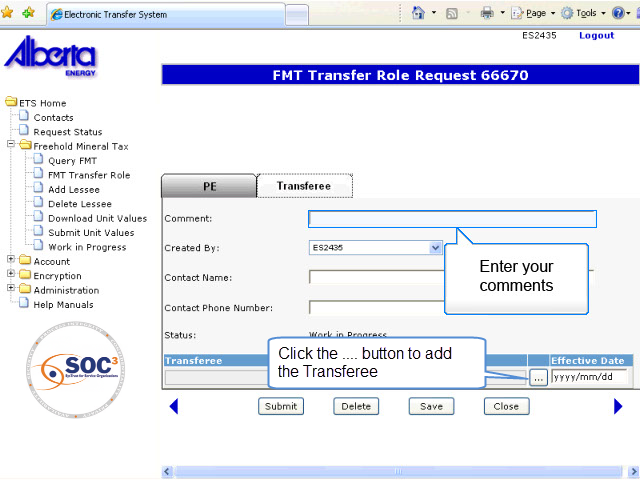 Electronic Transfer System
Page
Tools
ES2435 Logout
Alberta
ENERGY
FMT Transfer Role Request 66670
ETS Home
Contacts
Request Status
Freehold Mineral Tax
Query FMT
FMT Transfer Role
Add Lessee
Delete Lessee
Download Unit Values
Submit Unit Values
Work in Progress
Account
Encryption
Administration
Help Manuals
SOC3
SysTrust for Service Organizations
PE Transferee
Comment:
Created By: ES2435
Contact Name:
Contact Phone Number:
Status: Work in Progress
Enter your
comments
Click the .... button to add
the Transferee
Transferee Effective Date
... yyyy/mm/dd
Submit Delete Save Close